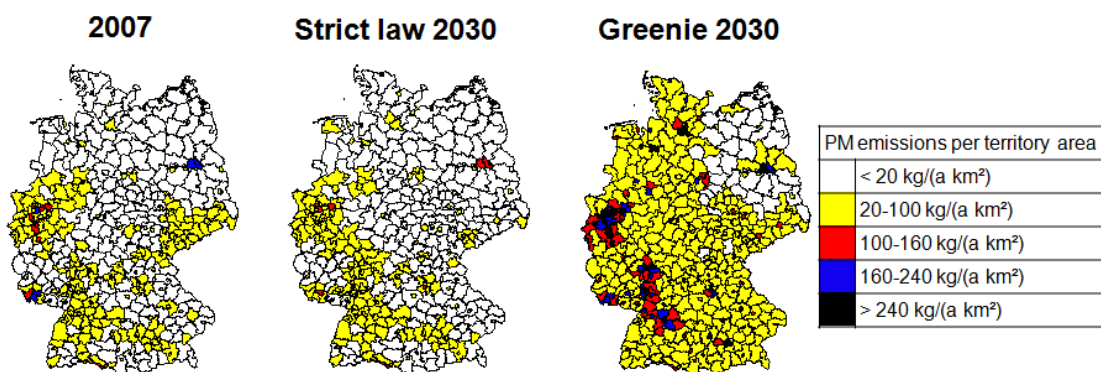 2007
Strict law 2030
Greenie 2030
PM emissions per territory area
< 20 kg/(a km²)
20-100 kg/(a km²)
100-160 kg/(a km²)
160-240 kg/(a km²)
> 240 kg/(a km²)